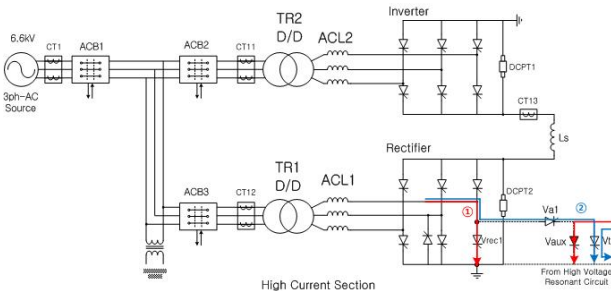 Inverter
TR2
D/D
ACL2
6.6kV
CT1
ACB1
ACB2
CT11
DCPT1
3ph-AC
Source
CT13
Ls
Rectifier
TR1
D/D
ACL1
ACB3
CT12
DCPT2
①
Va1
②
Vrec1
Vaux
Vt
From High Voltage
Resonant Circuit
High Current Section